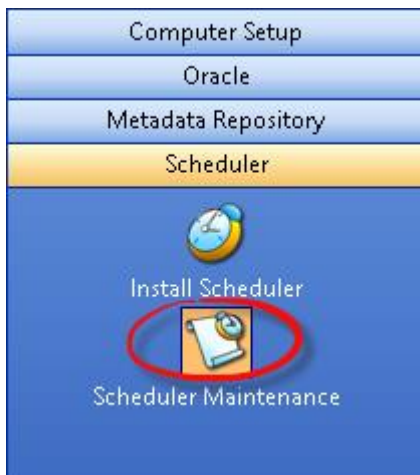 Computer Setup
Oracle
Metadata Repository
Scheduler
Install Scheduler
Scheduler Maintenance